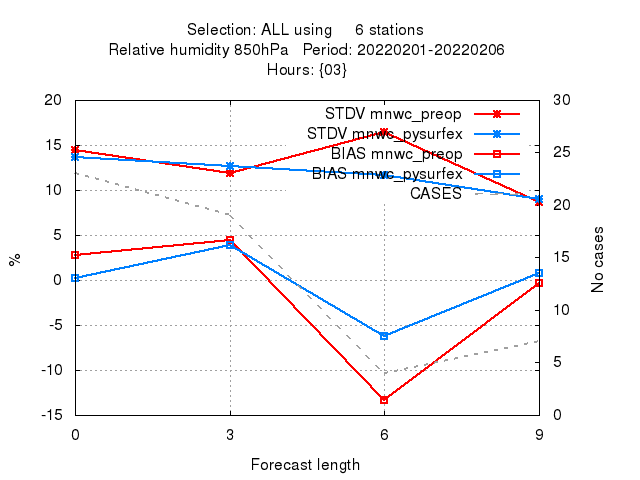 Selection: ALL using 6 stations
Relative humidity 850hPa Period: 20220201-20220206
Hours: {03}
STDV mnwc_preop
STDV mnwc_pysurfex
BIAS mnwc_preop
BIAS mnwc_pysurfex
CASES
20
15
10
5
0
-5
-10
-15
%
30
25
20
15
10
5
0
No cases
0 3 6 9
Forecast length